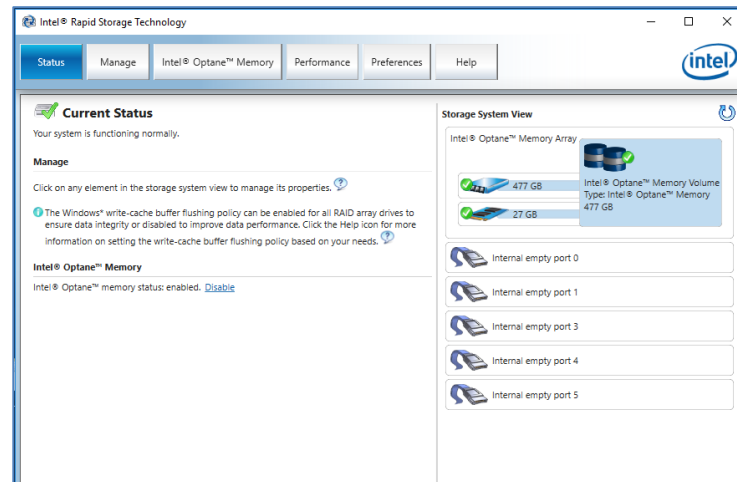 Intel® Rapid Storage Technology
Status
Manage
Intel® Optane™ Memory
Performance
Preferences
Help
intel
Current Status
Your system is functioning normally.
Manage
Click on any element in the storage system view to manage its properties. ?
The Windows* write-cache buffer flushing policy can be enabled for all RAID array drives to
ensure data integrity or disabled to improve data performance. Click the Help icon for more
information on setting the write-cache buffer flushing policy based on your needs. ?
Intel® Optane™ Memory
Intel® Optane™ memory status: enabled. Disable
Storage System View
Intel® Optane™ Memory Array
477 GB
27 GB
Intel® Optane™ Memory Volume
Type: Intel® Optane™ Memory
477 GB
Internal empty port 0
Internal empty port 1
Internal empty port 3
Internal empty port 4
Internal empty port 5